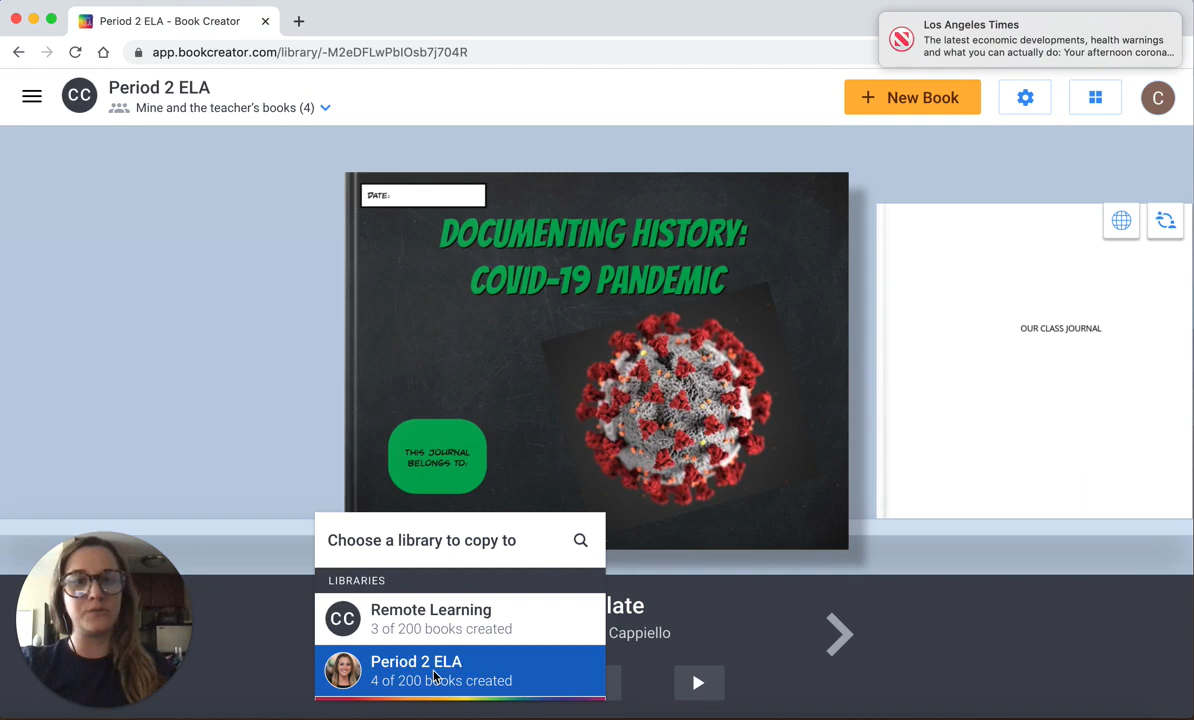 Period 2 ELA - Book Creator
app.bookcreator.com/library/-M2eDFLwPbIOsb7j704R
Los Angeles Times
The latest economic developments, health warnings
and what you can actually do: Your afternoon corona...
CC
Period 2 ELA
Mine and the teacher's books (4)
+ New Book
C
DATE:
DOCUMENTING HISTORY:
COVID-19 PANDEMIC
THIS JOURNAL
BELONGS TO:
OUR CLASS JOURNAL
Choose a library to copy to
LIBRARIES
CC
Remote Learning
3 of 200 books created
Period 2 ELA
4 of 200 books created
late
Cappiello